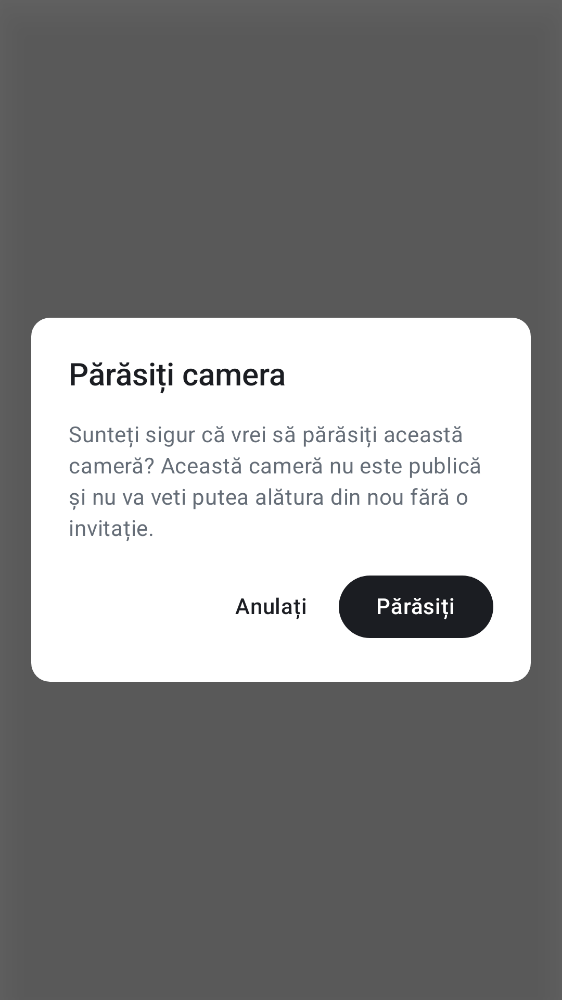 Părăsiți camera
Sunteți sigur că vrei să părăsiți această
cameră? Această cameră nu este publică
și nu va veti putea alătura din nou fără o
invitație.
Anulați
Părăsiți